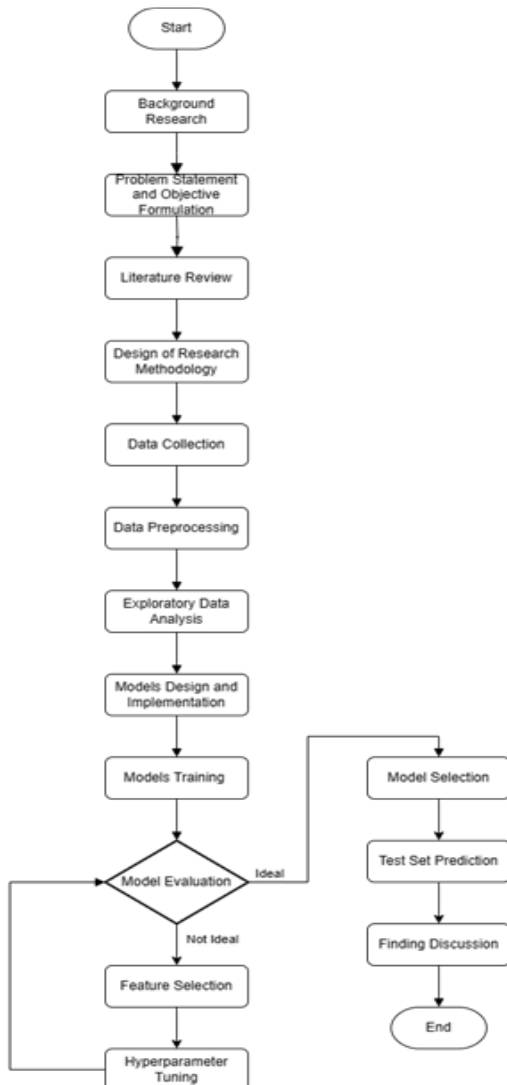 Start
Background
Research
Problem Statement
and Objective
Formulation
Literature Review
Design of Research
Methodology
Data Collection
Data Preprocessing
Exploratory Data
Analysis
Models Design and
Implementation
Models Training
Model Evaluation
Ideal
Not Ideal
Feature Selection
Hyperparameter
Tuning
Model Selection
Test Set Prediction
Finding Discussion
End